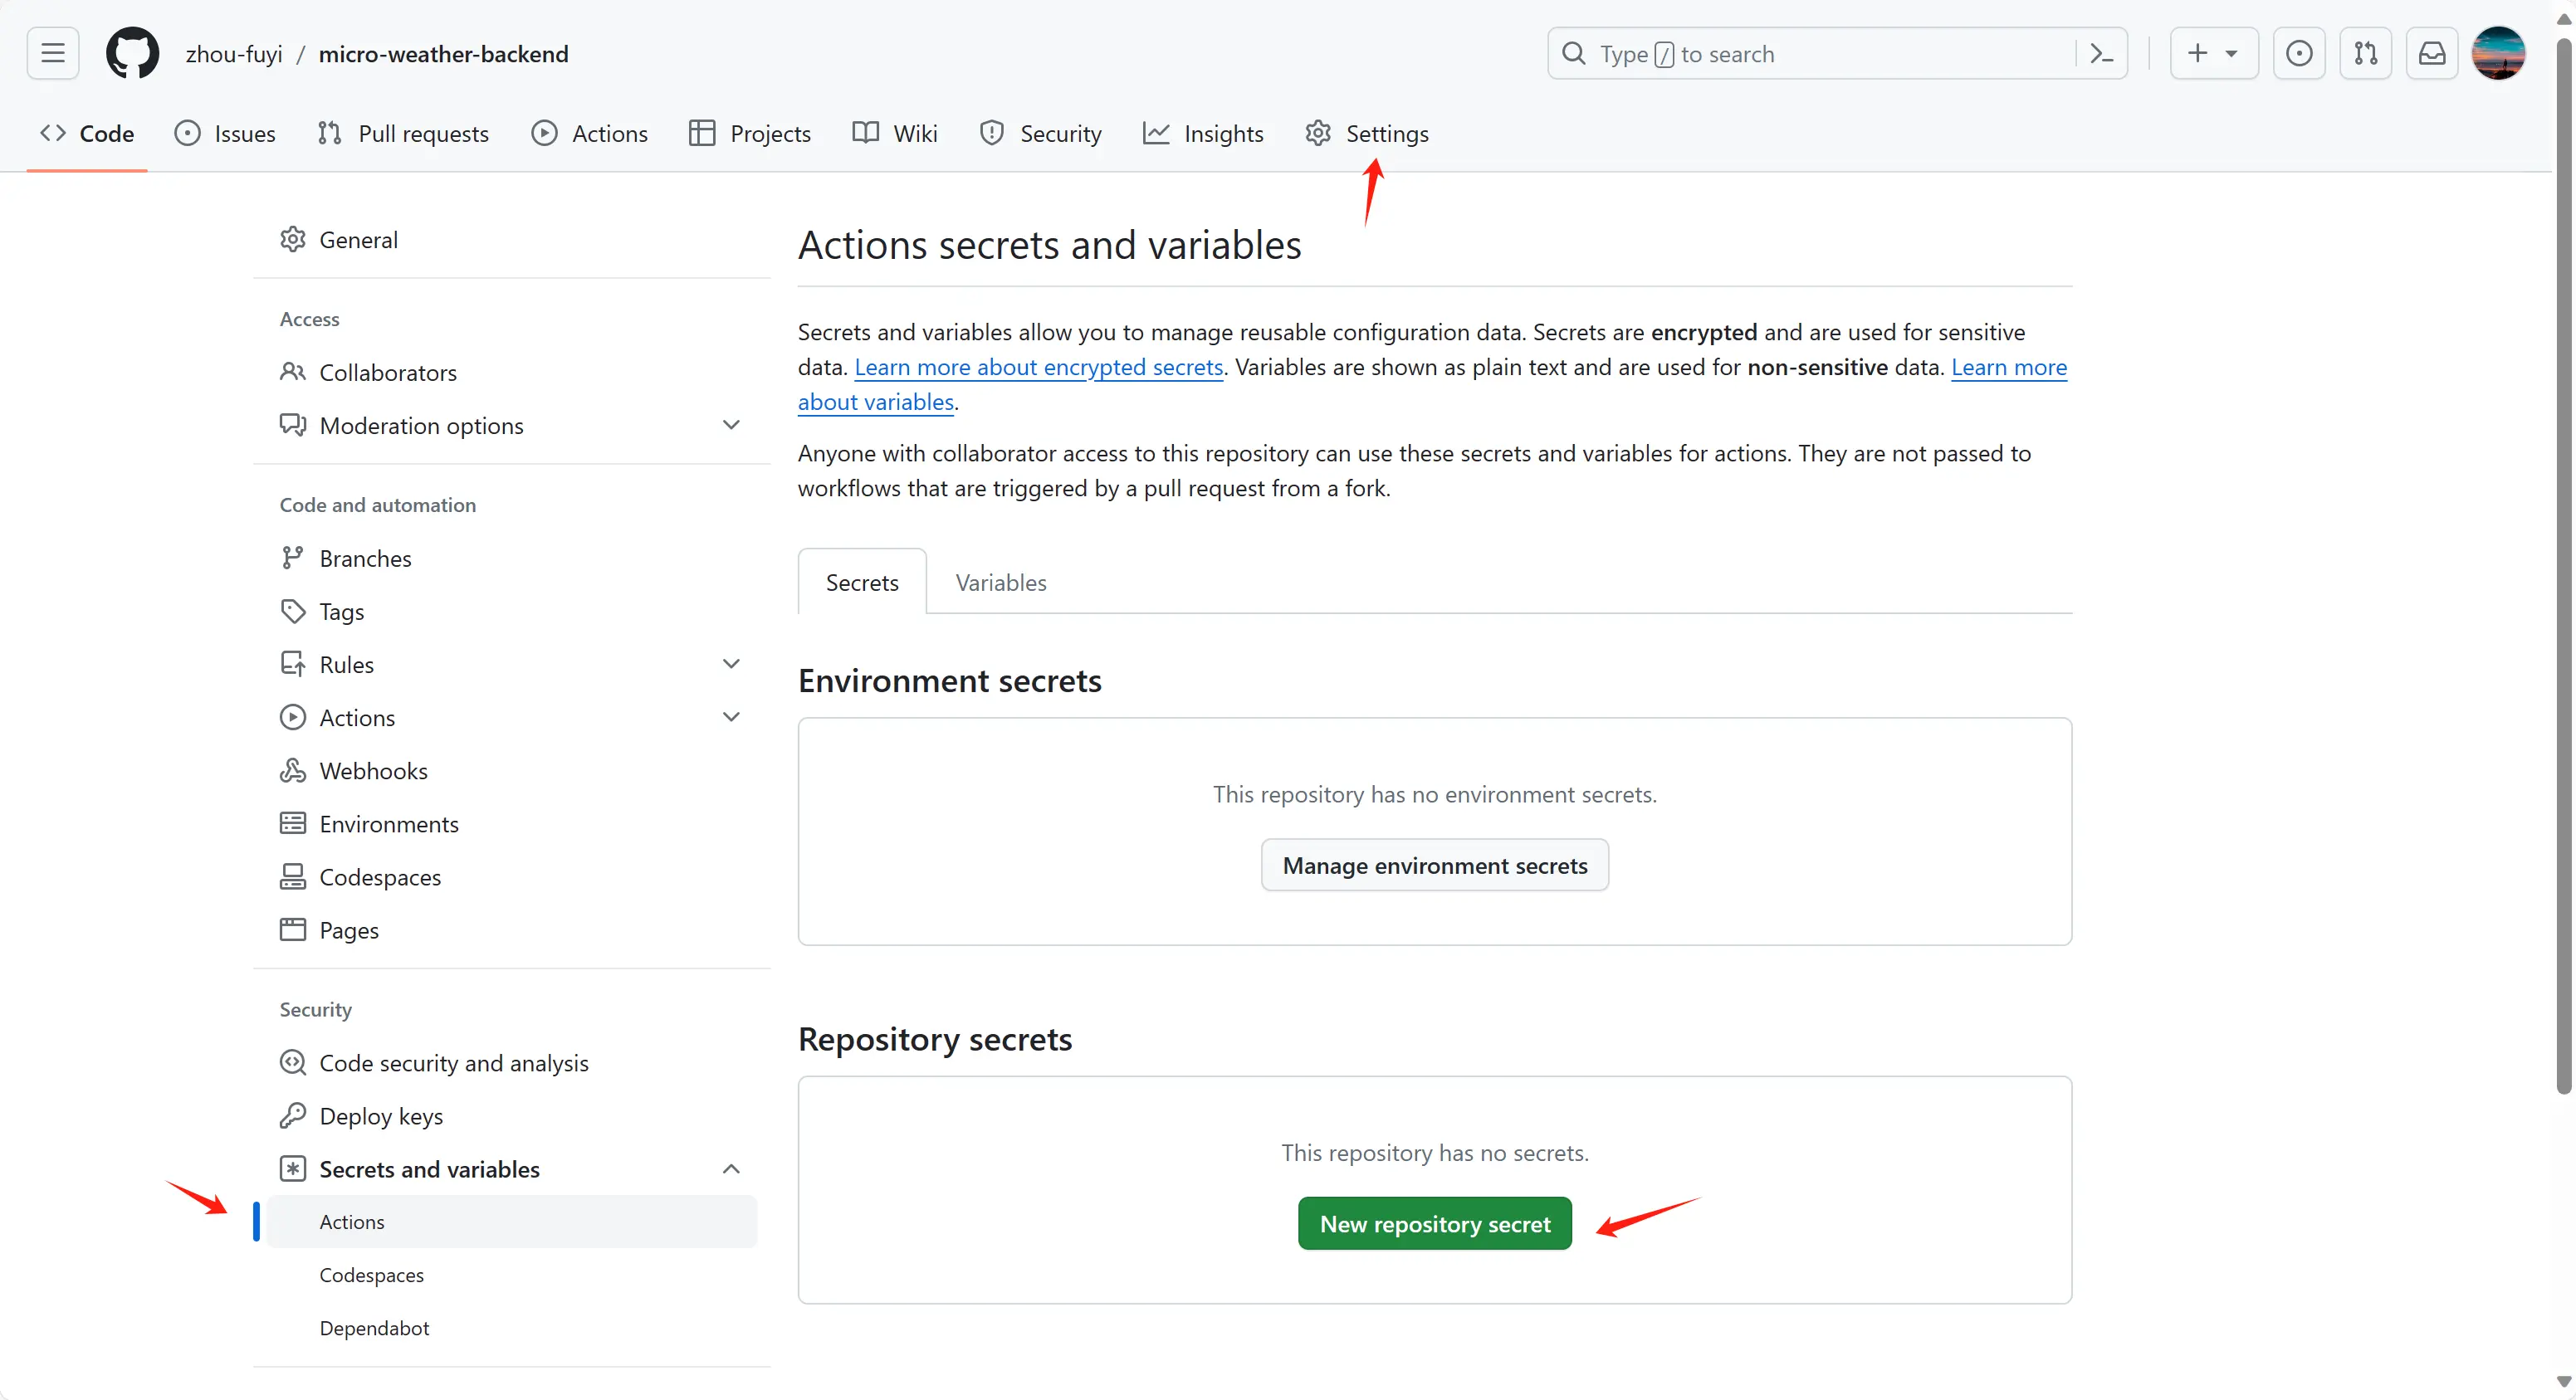 zhou-fuyi / micro-weather-backend
Type / to search
Code
Issues
Pull requests
Actions
Projects
Wiki
Security
Insights
Settings
General
Access
Collaborators
Moderation options
Code and automation
Branches
Tags
Rules
Actions
Webhooks
Environments
Codespaces
Pages
Security
Code security and analysis
Deploy keys
Secrets and variables
Actions
Codespaces
Dependabot
Actions secrets and variables
Secrets and variables allow you to manage reusable configuration data. Secrets are encrypted and are used for sensitive
data. Learn more about encrypted secrets. Variables are shown as plain text and are used for non-sensitive data. Learn more
about variables.
Anyone with collaborator access to this repository can use these secrets and variables for actions. They are not passed to
workflows that are triggered by a pull request from a fork.
Secrets
Variables
Environment secrets
This repository has no environment secrets.
Manage environment secrets
Repository secrets
This repository has no secrets.
New repository secret